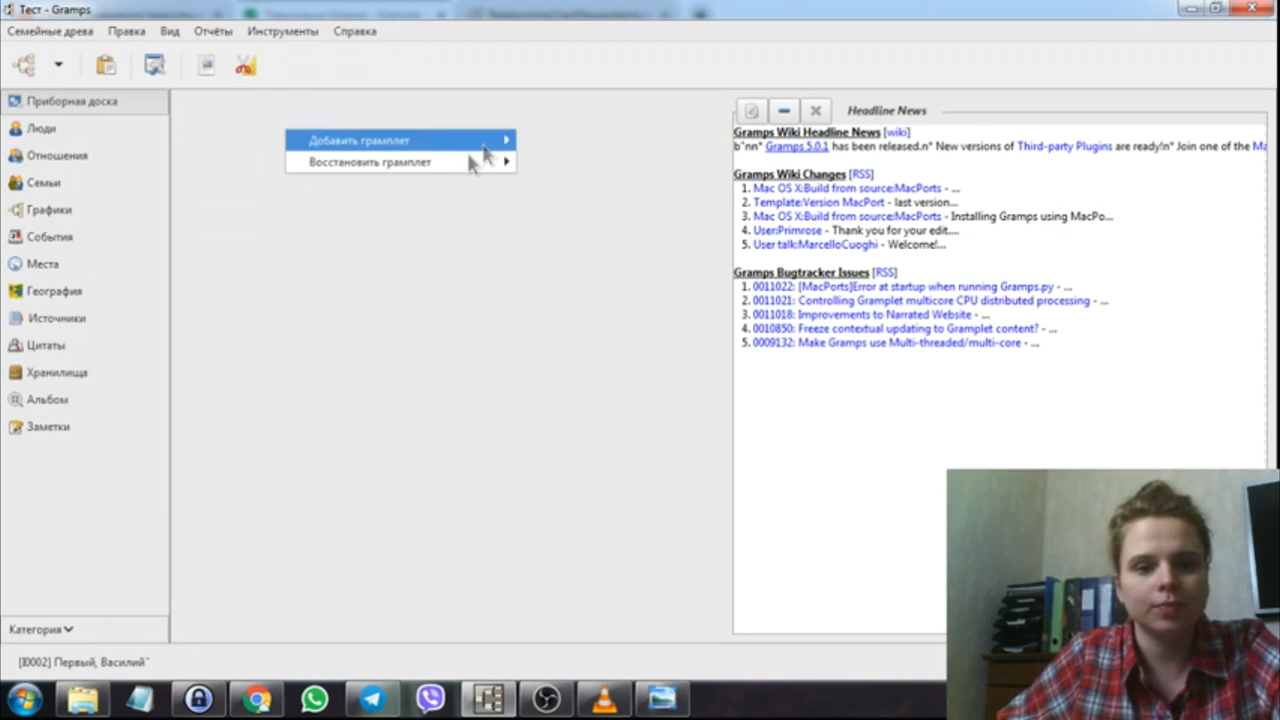 Тест - Gramps
Семейные древа Правка Вид Отчёты Инструменты Справка
Приборная доска
Люди
Отношения
Семьи
Графики
События
Места
География
Источники
Цитаты
Хранилища
Альбом
Заметки
Категория
[I0002] Первый, Василий`
Добавить грамплет
Восстановить грамплет
Headline News
Gramps Wiki Headline News [wiki]
b"nn* Gramps 5.0.1 has been released.n* New versions of Third-party Plugins are ready!n* Join one of the Ma
Gramps Wiki Changes [RSS]
1. Mac OS X:Build from source:MacPorts - ...
2. Template:Version MacPort - last version...
3. Mac OS X:Build from source:MacPorts - Installing Gramps using MacPo...
4. User:Primrose - Thank you for your edit....
5. User talk:MarcelloCuoghi - Welcome!...
Gramps Bugtracker Issues [RSS]
1. 0011022: [MacPorts]Error at startup when running Gramps.py - ...
2. 0011021: Controlling Gramplet multicore CPU distributed processing - ...
3. 0011018: Improvements to Narrated Website - ...
4. 0010850: Freeze contextual updating to Gramplet content? - ...
5. 0009132: Make Gramps use Multi-threaded/multi-core - ...